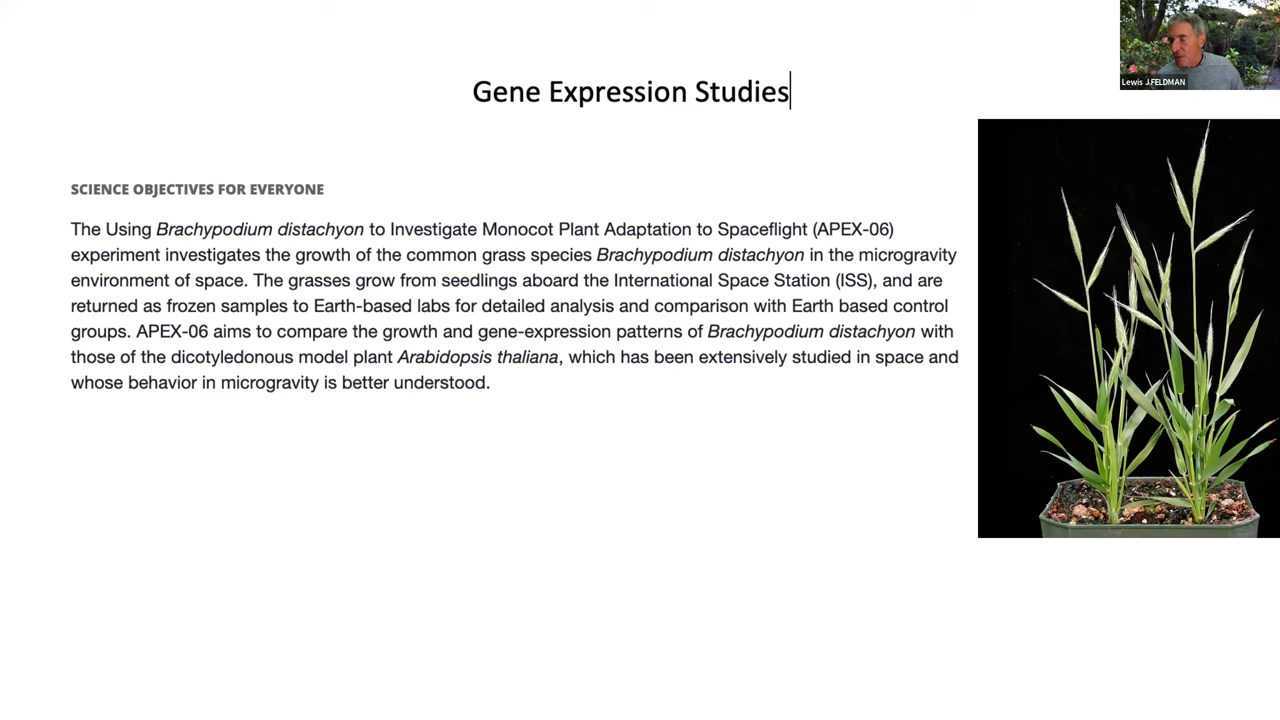 Lewis J.FELDMAN
Gene Expression Studies
SCIENCE OBJECTIVES FOR EVERYONE
The Using Brachypodium distachyon to Investigate Monocot Plant Adaptation to Spaceflight (APEX-06)
experiment investigates the growth of the common grass species Brachypodium distachyon in the microgravity
environment of space. The grasses grow from seedlings aboard the International Space Station (ISS), and are
returned as frozen samples to Earth-based labs for detailed analysis and comparison with Earth based control
groups. APEX-06 aims to compare the growth and gene-expression patterns of Brachypodium distachyon with
those of the dicotyledonous model plant Arabidopsis thaliana, which has been extensively studied in space and
whose behavior in microgravity is better understood.